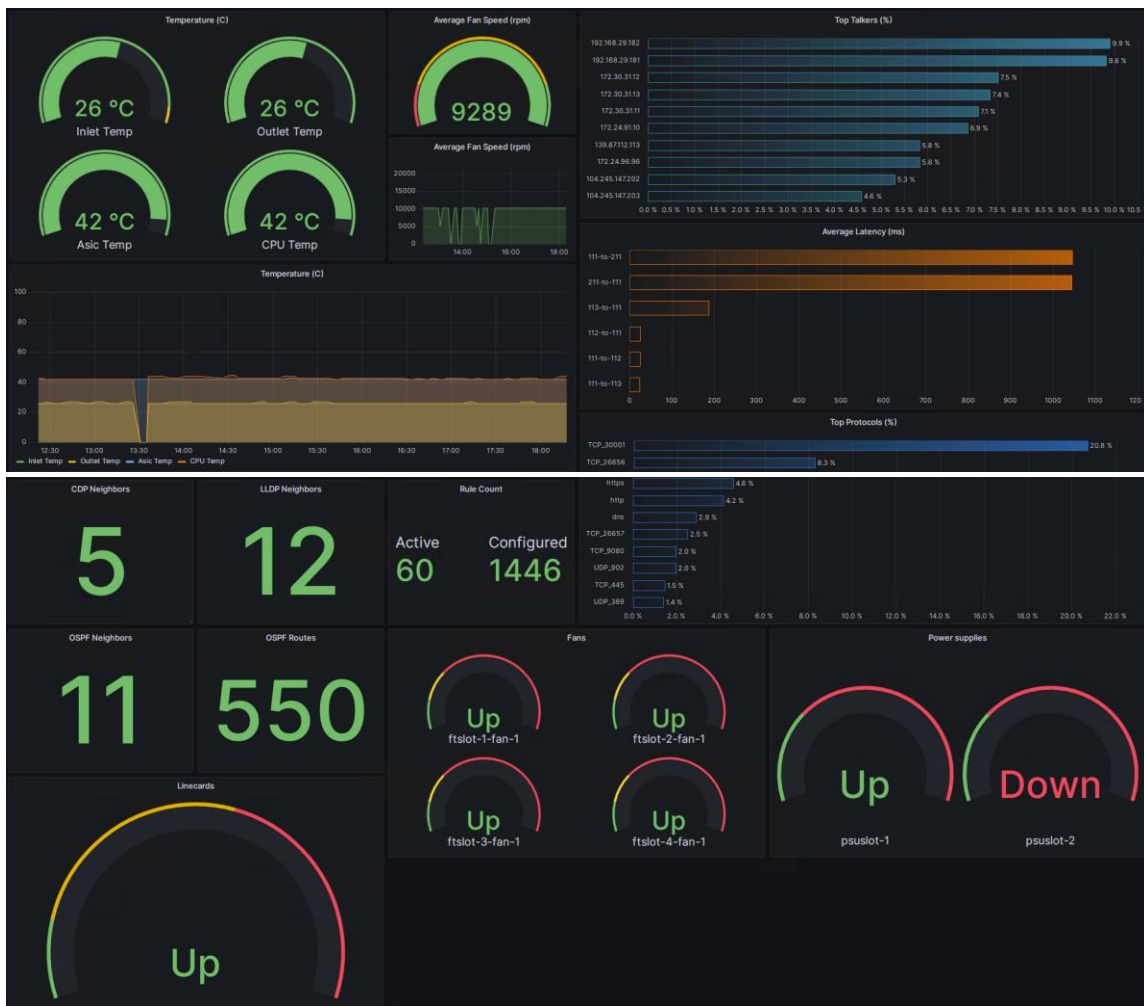 Temperature (C)
26 °C
Inlet Temp
26 °C
Outlet Temp
42 °C
Asic Temp
42 °C
CPU Temp
Average Fan Speed (rpm)
9289
Average Fan Speed (rpm)
20000
15000
10000
5000
0
14:00 16:00 18:00
Top Talkers (%)
192.168.29.182 9.9 %
192.168.29.181 9.8 %
172.30.31.12 7.5 %
172.30.31.13 7.4 %
172.30.31.11 7.1 %
172.24.91.10 6.9 %
139.87.112.113 5.8 %
172.24.96.96 5.8 %
104.245.147.202 5.3 %
104.245.147.203 4.6 %
0.0 % 0.5 % 1.0 % 1.5 % 2.0 % 2.5 % 3.0 % 3.5 % 4.0 % 4.5 % 5.0 % 5.5 % 6.0 % 6.5 % 7.0 % 7.5 % 8.0 % 8.5 % 9.0 % 9.5 % 10.0 % 10.5
Temperature (C)
100
80
60
40
20
0
12:30 13:00 13:30 14:00 14:30 15:00 15:30 16:00 16:30 17:00 17:30 18:00
Inlet Temp Outlet Temp Asic Temp CPU Temp
Average Latency (ms)
111-to-211
211-to-111
113-to-111
112-to-111
111-to-112
111-to-113
0 100 200 300 400 500 600 700 800 900 1000 1100 120
Top Protocols (%)
TCP_30001 20.8 %
TCP_26656 8.3 %
https 4.6 %
http 4.2 %
dns 2.9 %
TCP_26657 2.5 %
TCP_9080 2.0 %
UDP_902 2.0 %
TCP_445 1.5 %
UDP_389 1.4 %
0.0 % 2.0 % 4.0 % 6.0 % 8.0 % 10.0 % 12.0 % 14.0 % 16.0 % 18.0 % 20.0 % 22.0 %
CDP Neighbors
5
LLDP Neighbors
12
Rule Count
Active Configured
60 1446
OSPF Neighbors
11
OSPF Routes
550
Fans
Up
ftslot-1-fan-1
Up
ftslot-2-fan-1
Up
ftslot-3-fan-1
Up
ftslot-4-fan-1
Power supplies
Up
psuslot-1
Down
psuslot-2
Linecards
Up